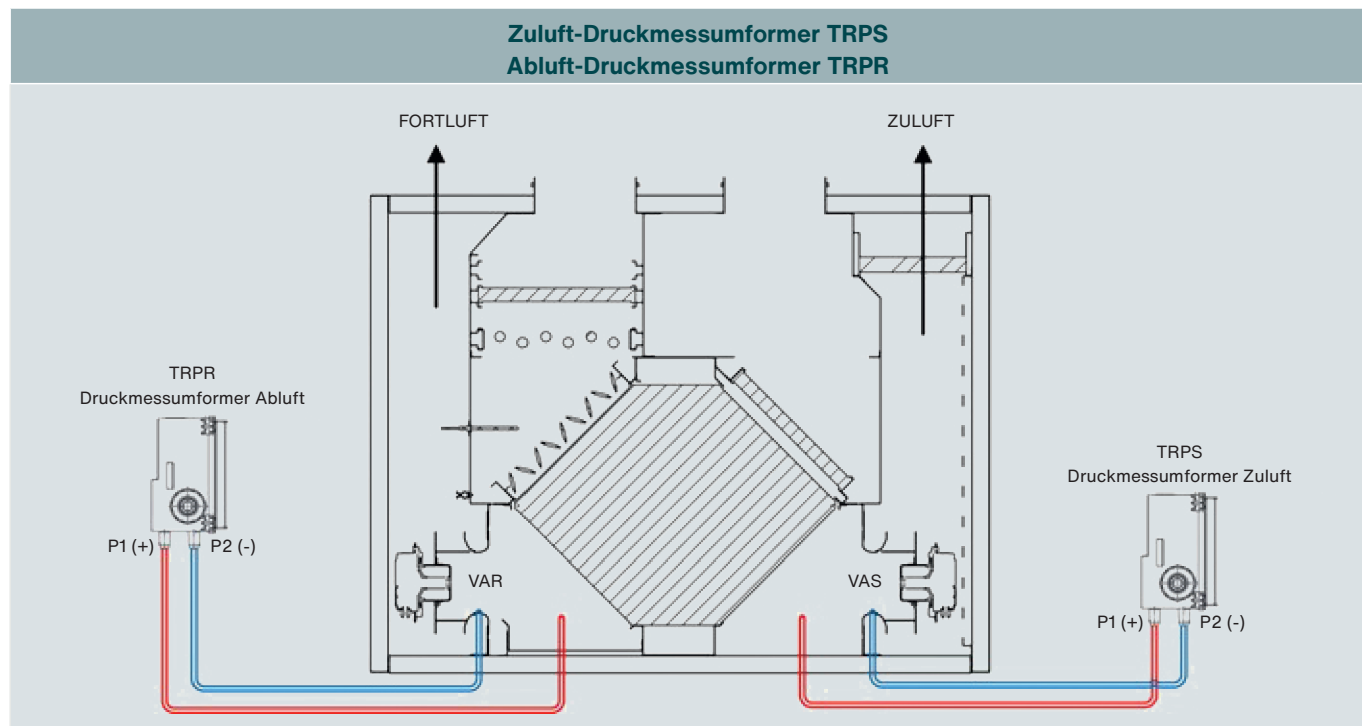 Zuluft-Druckmessumformer TRPS
Abluft-Druckmessumformer TRPR
FORTLUFT
ZULUFT
TRPR
Druckmessumformer Abluft
P1 (+)
P2 (-)
VAR
VAS
TRPS
Druckmessumformer Zuluft
P1 (+)
P2 (-)